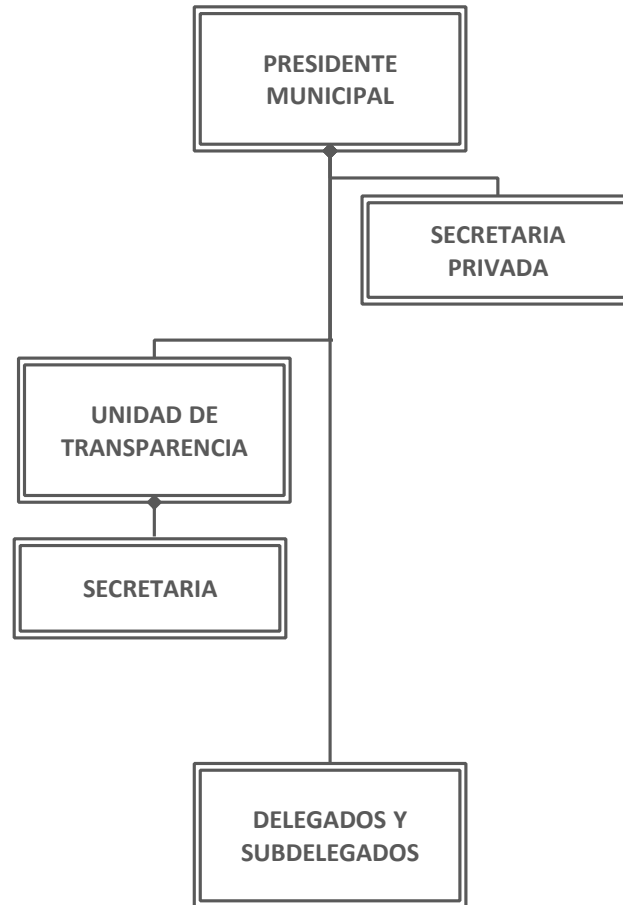 PRESIDENTE
MUNICIPAL
SECRETARIA
PRIVADA
UNIDAD DE
TRANSPARENCIA
SECRETARIA
DELEGADOS Y
SUBDELEGADOS